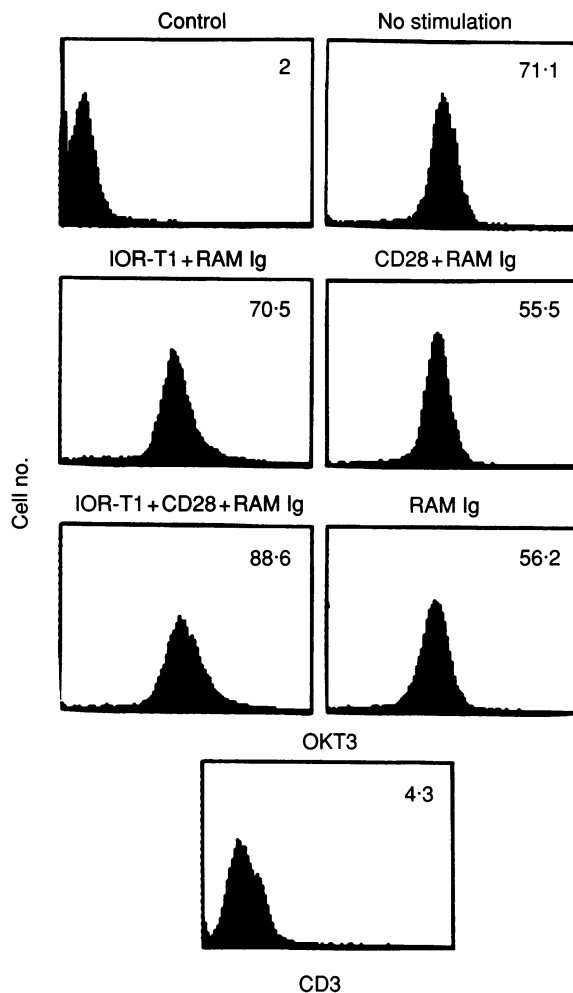 Control No stimulation
2 71·1
IOR-T1+RAM Ig CD28+RAM Ig
70·5 55·5
Cell no.
IOR-T1+CD28+RAM Ig RAM Ig
88·6 56·2
OKT3
4·3
CD3